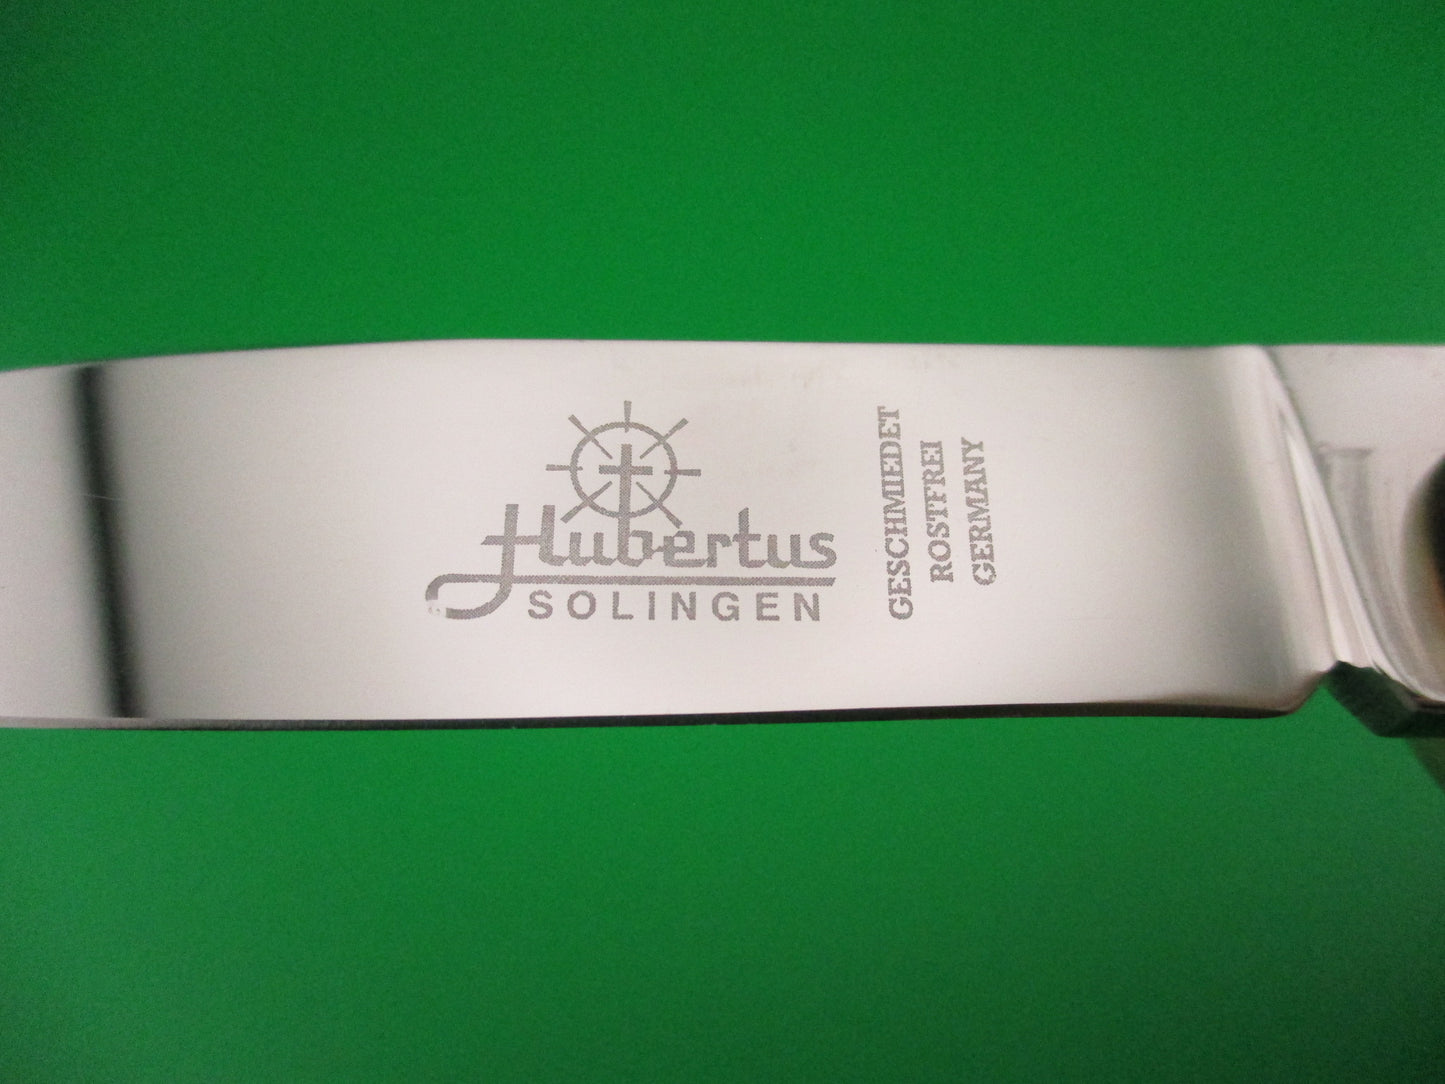 Hubertus
SOLINGEN
GESCHMIEDET
ROSTFREI
GERMANY